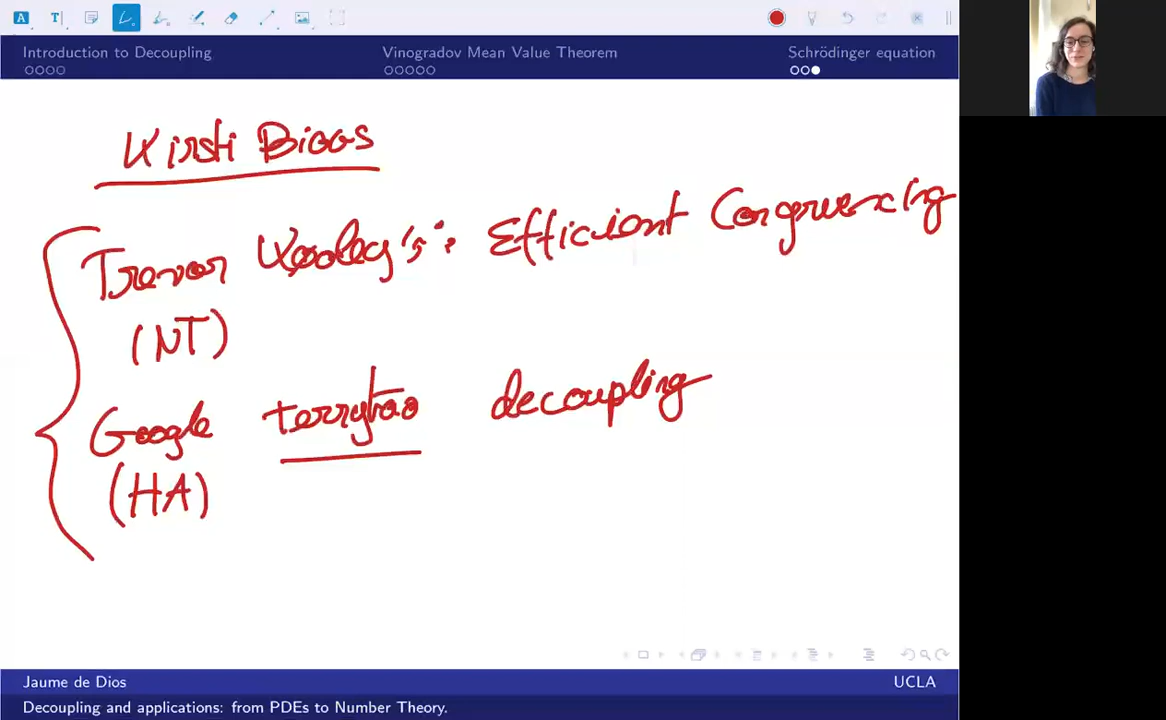 Introduction to Decoupling Vinogradov Mean Value Theorem Schrödinger equation
Kirsti Biggs
Trevor Wooley's: Efficient Congruencing
(NT)
Google terrytao decoupling
(HA)
Jaume de Dios UCLA
Decoupling and applications: from PDEs to Number Theory.